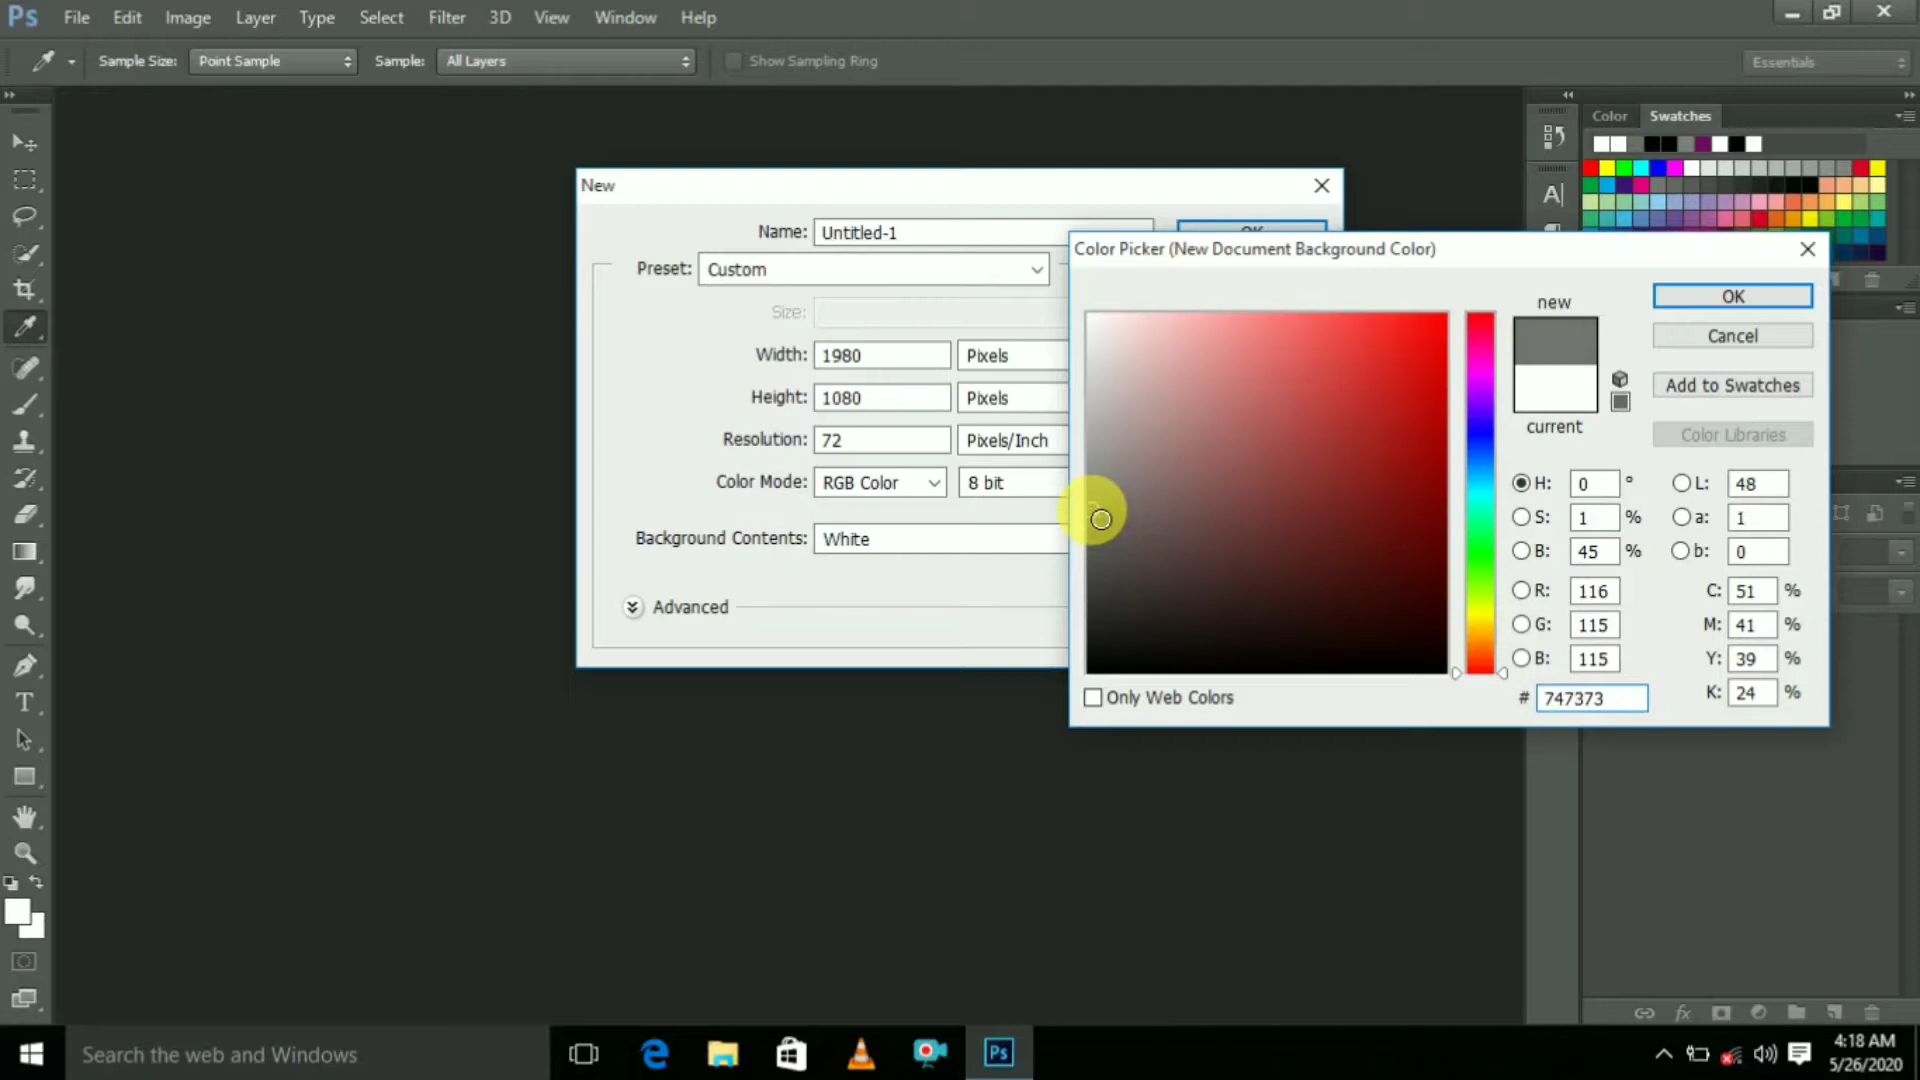 Ps File Edit Image Layer Type Select Filter 3D View Window Help
Sample Size: Point Sample Sample: All Layers Show Sampling Ring Essentials
Color Swatches
New
Name: Untitled-1 OK
Preset: Custom
Size:
Width: 1980 Pixels
Height: 1080 Pixels
Resolution: 72 Pixels/Inch
Color Mode: RGB Color 8 bit
Background Contents: White
Advanced
Color Picker (New Document Background Color)
new
current
OK
Cancel
Add to Swatches
Color Libraries
H: 0 ° L: 48
S: 1 % a: 1
B: 45 % b: 0
R: 116 C: 51 %
G: 115 M: 41 %
B: 115 Y: 39 %
# 747373 K: 24 %
Only Web Colors
A
T
fx
Search the web and Windows
Ps
4:18 AM
5/26/2020